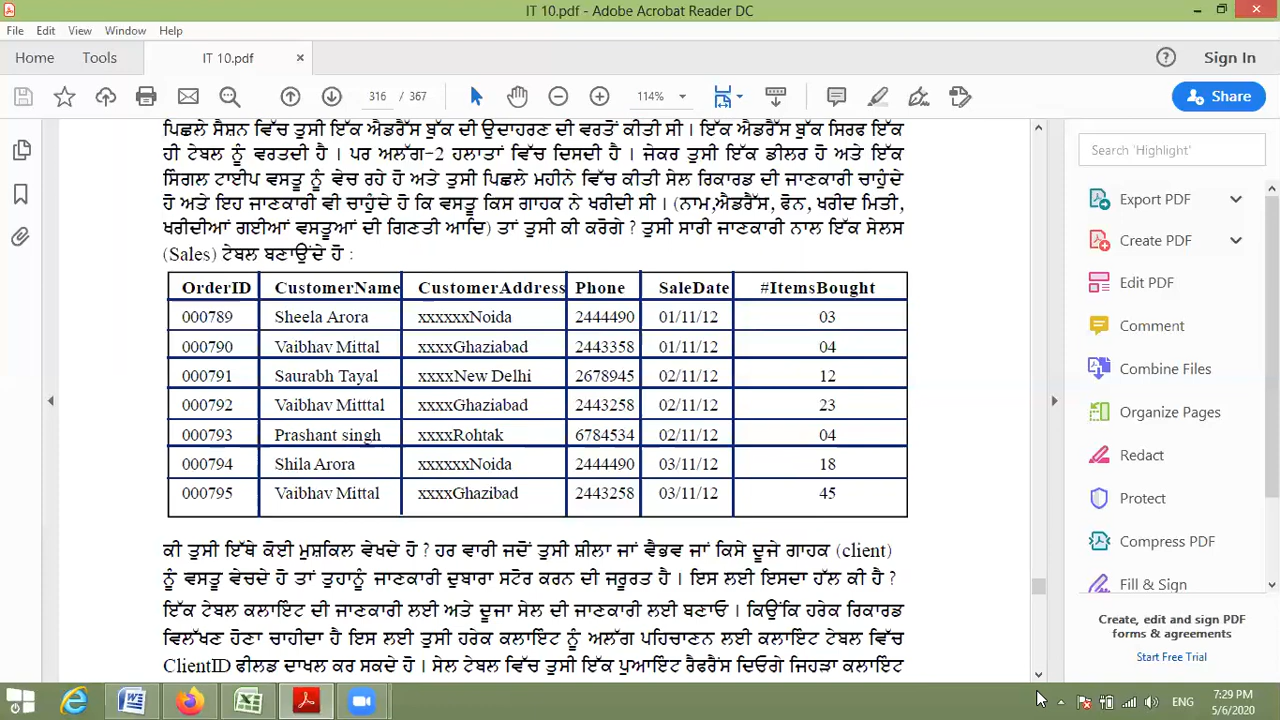 IT 10.pdf - Adobe Acrobat Reader DC
File Edit View Window Help
Home Tools IT 10.pdf × Sign In
316 / 367 114% Share
ਪਿਛਲੇ ਸੈਸ਼ਨ ਵਿੱਚ ਤੁਸੀ ਇੱਕ ਐਡਰੈੱਸ ਬੁੱਕ ਦੀ ਉਦਾਹਰਣ ਦੀ ਵਰਤੋਂ ਕੀਤੀ ਸੀ । ਇੱਕ ਐਡਰੈੱਸ ਬੁੱਕ ਸਿਰਫ ਇੱਕ
ਹੀ ਟੇਬਲ ਨੂੰ ਵਰਤਦੀ ਹੈ । ਪਰ ਅਲੱਗ-2 ਹਲਾਤਾਂ ਵਿੱਚ ਦਿਸਦੀ ਹੈ । ਜੇਕਰ ਤੁਸੀ ਇੱਕ ਡੀਲਰ ਹੋ ਅਤੇ ਇੱਕ
ਸਿੰਗਲ ਟਾਈਪ ਵਸਤੂ ਨੂੰ ਵੇਚ ਰਹੇ ਹੋ ਅਤੇ ਤੁਸੀ ਪਿਛਲੇ ਮਹੀਨੇ ਵਿੱਚ ਕੀਤੀ ਸੇਲ ਰਿਕਾਰਡ ਦੀ ਜਾਣਕਾਰੀ ਚਾਹੁੰਦੇ
ਹੋ ਅਤੇ ਇਹ ਜਾਣਕਾਰੀ ਵੀ ਚਾਹੁੰਦੇ ਹੋ ਕਿ ਵਸਤੂ ਕਿਸ ਗਾਹਕ ਨੇ ਖਰੀਦੀ ਸੀ । (ਨਾਮ,ਐਡਰੈੱਸ, ਫੋਨ, ਖਰੀਦ ਮਿਤੀ,
ਖਰੀਦੀਆਂ ਗਈਆਂ ਵਸਤੂਆਂ ਦੀ ਗਿਣਤੀ ਆਦਿ) ਤਾਂ ਤੁਸੀ ਕੀ ਕਰੋਗੇ ? ਤੁਸੀ ਸਾਰੀ ਜਾਣਕਾਰੀ ਨਾਲ ਇੱਕ ਸੇਲਸ
(Sales) ਟੇਬਲ ਬਣਾਉਂਦੇ ਹੋ :
OrderID CustomerName CustomerAddress Phone SaleDate #ItemsBought
000789 Sheela Arora xxxxxxNoida 2444490 01/11/12 03
000790 Vaibhav Mittal xxxxGhaziabad 2443358 01/11/12 04
000791 Saurabh Tayal xxxxNew Delhi 2678945 02/11/12 12
000792 Vaibhav Mitttal xxxxGhaziabad 2443258 02/11/12 23
000793 Prashant singh xxxxRohtak 6784534 02/11/12 04
000794 Shila Arora xxxxxxNoida 2444490 03/11/12 18
000795 Vaibhav Mittal xxxxGhazibad 2443258 03/11/12 45
ਕੀ ਤੁਸੀ ਇੱਥੇ ਕੋਈ ਮੁਸ਼ਕਿਲ ਵੇਖਦੇ ਹੋ ? ਹਰ ਵਾਰੀ ਜਦੋਂ ਤੁਸੀ ਸ਼ੀਲਾ ਜਾਂ ਵੈਭਵ ਜਾਂ ਕਿਸੇ ਦੂਜੇ ਗਾਹਕ (client)
ਨੂੰ ਵਸਤੂ ਵੇਚਦੇ ਹੋ ਤਾਂ ਤੁਹਾਨੂੰ ਜਾਣਕਾਰੀ ਦੁਬਾਰਾ ਸਟੋਰ ਕਰਨ ਦੀ ਜਰੂਰਤ ਹੈ । ਇਸ ਲਈ ਇਸਦਾ ਹੱਲ ਕੀ ਹੈ ?
ਇੱਕ ਟੇਬਲ ਕਲਾਇੰਟ ਦੀ ਜਾਣਕਾਰੀ ਲਈ ਅਤੇ ਦੂਜਾ ਸੇਲ ਦੀ ਜਾਣਕਾਰੀ ਲਈ ਬਣਾਓ । ਕਿਉਂਕਿ ਹਰੇਕ ਰਿਕਾਰਡ
ਵਿਲੱਖਣ ਹੋਣਾ ਚਾਹੀਦਾ ਹੈ ਇਸ ਲਈ ਤੁਸੀ ਹਰੇਕ ਕਲਾਇੰਟ ਨੂੰ ਅਲੱਗ ਪਹਿਚਾਣਨ ਲਈ ਕਲਾਇੰਟ ਟੇਬਲ ਵਿੱਚ
ClientID ਫੀਲਡ ਦਾਖਲ ਕਰ ਸਕਦੇ ਹੋ । ਸੇਲ ਟੇਬਲ ਵਿੱਚ ਤੁਸੀ ਇੱਕ ਪੁਆਇੰਟ ਰੈਫਰੈਂਸ ਦਿਓਗੇ ਜਿਹੜਾ ਕਲਾਇੰਟ
Search 'Highlight'
Export PDF
Create PDF
Edit PDF
Comment
Combine Files
Organize Pages
Redact
Protect
Compress PDF
Fill & Sign
Create, edit and sign PDF
forms & agreements
Start Free Trial
ENG
7:29 PM
5/6/2020